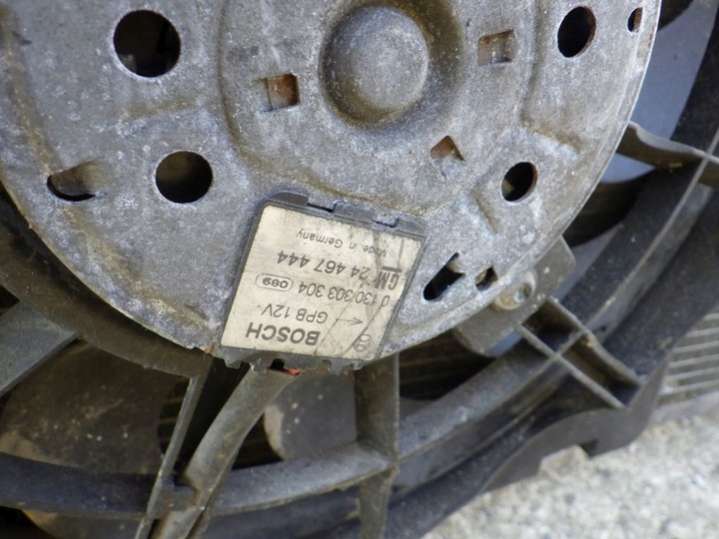 BOSCH
GPB 12V
0 130 303 304 089
GM 24 467 444
Made in Germany